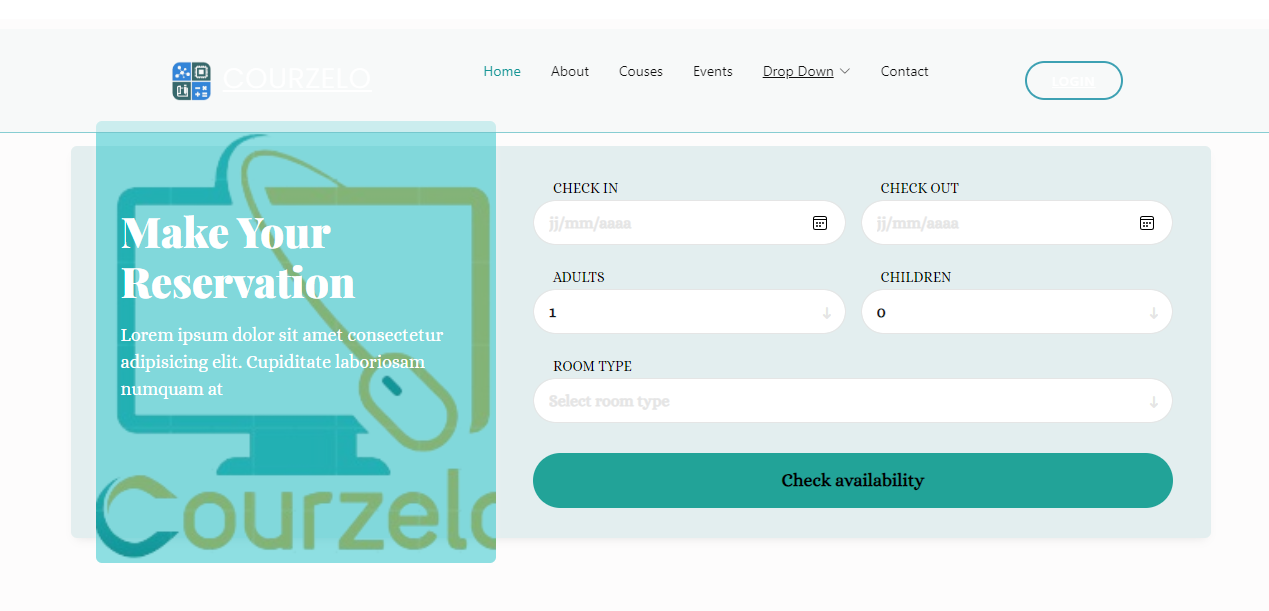 COURZELO
Home
About
Couses
Events
Drop Down
Contact
LOGIN
Make Your
Reservation
Lorem ipsum dolor sit amet consectetur
adipisicing elit. Cupiditate laboriosam
numquam at
Courzelo
CHECK IN
CHECK OUT
jj/mm/aaaa
jj/mm/aaaa
ADULTS
CHILDREN
1
0
ROOM TYPE
Select room type
Check availability